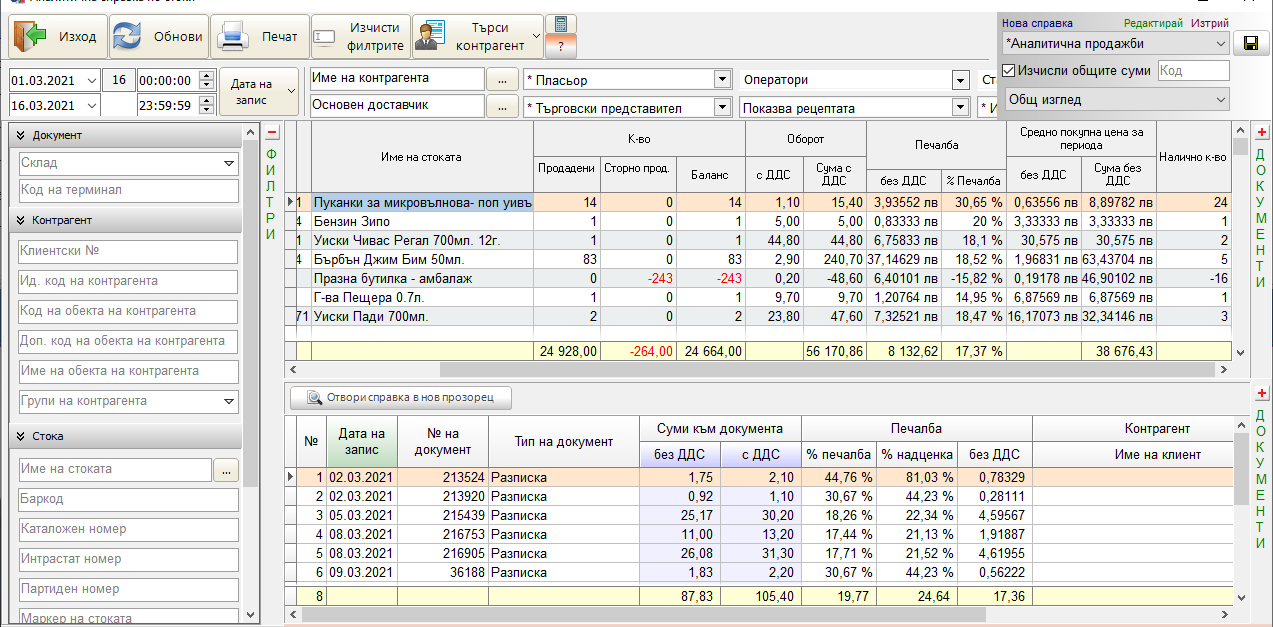 Изход
Обнови
Печат
Изчисти филтрите
Търси контрагент
?
Нова справка Редактирай Изтрий
*Аналитична продажби
Изчисли общите суми Код
Общ изглед
01.03.2021 16 00:00:00
16.03.2021 23:59:59
Дата на запис
Име на контрагента ... * Пласьор Оператори
Основен доставчик ... * Търговски представител Показва рецептата
Документ
Склад
Код на терминал
Контрагент
Клиентски №
Ид. код на контрагента
Код на обекта на контрагента
Доп. код на обекта на контрагента
Име на обекта на контрагента
Групи на контрагента
Стока
Име на стоката ...
Баркод
Каталожен номер
Интрастат номер
Партиден номер
Маркер на стоката
ФИЛТРИ
Име на стоката К-во Оборот Печалба Средно покупна цена за периода Налично к-во
Продадени Сторно прод. Баланс с ДДС Сума с ДДС без ДДС % Печалба без ДДС Сума без ДДС
1 Пуканки за микровълнова- поп уивъ 14 0 14 1,10 15,40 3,93552 лв 30,65 % 0,63556 лв 8,89782 лв 24
4 Бензин Зипо 1 0 1 5,00 5,00 0,83333 лв 20 % 3,33333 лв 3,33333 лв 1
1 Уиски Чивас Регал 700мл. 12г. 1 0 1 44,80 44,80 6,75833 лв 18,1 % 30,575 лв 30,575 лв 2
4 Бърбън Джим Бим 50мл. 83 0 83 2,90 240,70 37,14629 лв 18,52 % 1,96831 лв 63,43704 лв 5
Празна бутилка - амбалаж 0 -243 -243 0,20 -48,60 6,40101 лв -15,82 % 0,19178 лв 46,90102 лв -16
Г-ва Пещера 0.7л. 1 0 1 9,70 9,70 1,20764 лв 14,95 % 6,87569 лв 6,87569 лв 1
71 Уиски Пади 700мл. 2 0 2 23,80 47,60 7,32521 лв 18,47 % 16,17073 лв 32,34146 лв 3
24 928,00 -264,00 24 664,00 56 170,86 8 132,62 17,37 % 38 676,43
ДОКУМЕНТИ
Отвори справка в нов прозорец
№ Дата на запис № на документ Тип на документ Суми към документа Печалба Контрагент
без ДДС с ДДС % печалба % надценка без ДДС Име на клиент
1 02.03.2021 213524 Разписка 1,75 2,10 44,76 % 81,03 % 0,78329
2 02.03.2021 213920 Разписка 0,92 1,10 30,67 % 44,23 % 0,28111
3 05.03.2021 215439 Разписка 25,17 30,20 18,26 % 22,34 % 4,59567
4 08.03.2021 216753 Разписка 11,00 13,20 17,44 % 21,13 % 1,91887
5 08.03.2021 216905 Разписка 26,08 31,30 17,71 % 21,52 % 4,61955
6 09.03.2021 36188 Разписка 1,83 2,20 30,67 % 44,23 % 0,56222
8 87,83 105,40 19,77 24,64 17,36
ДОКУМЕНТИ